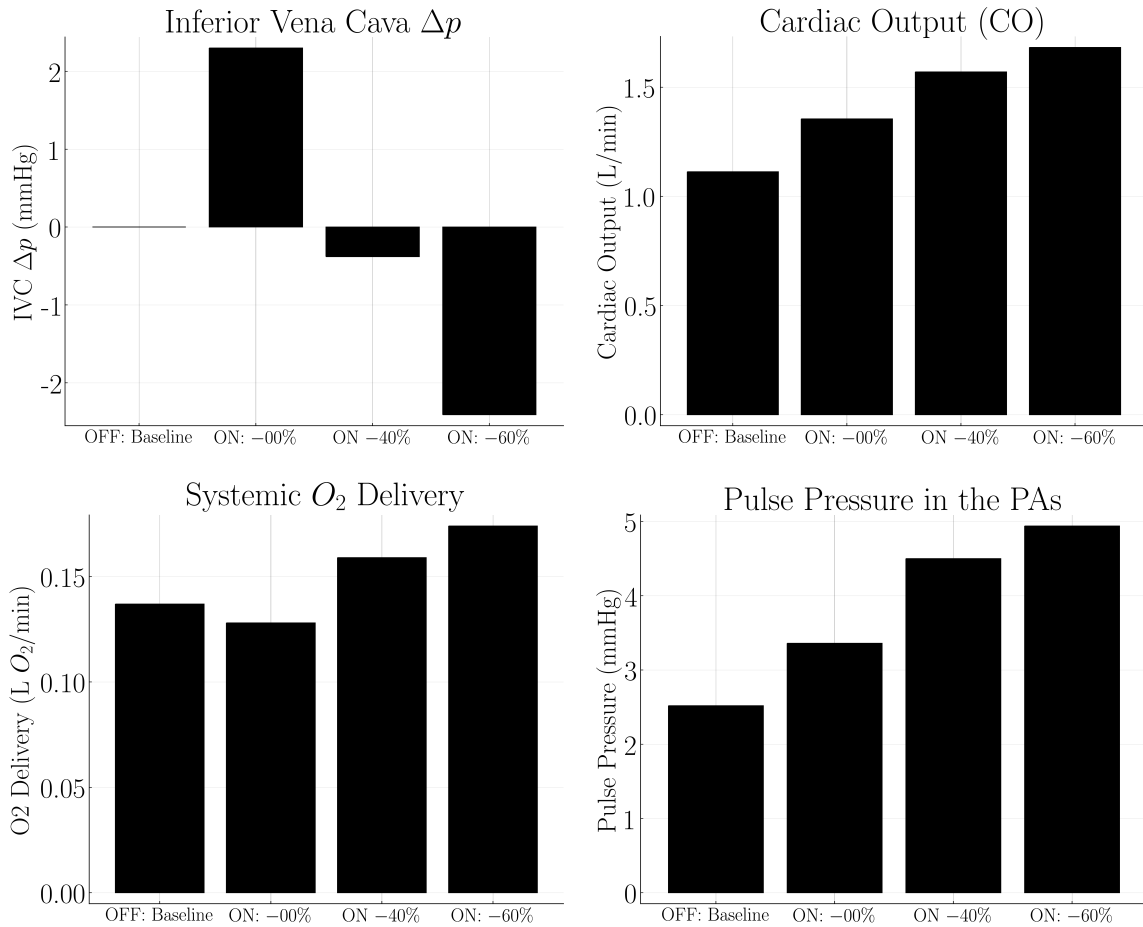 Inferior Vena Cava Δp
IVC Δp (mmHg)
2
1
0
-1
-2
OFF: Baseline ON: −00% ON −40% ON: −60%
Cardiac Output (CO)
Cardiac Output (L/min)
1.5
1.0
0.5
0.0
OFF: Baseline ON: −00% ON −40% ON: −60%
Systemic O₂ Delivery
O2 Delivery (L O₂/min)
0.15
0.10
0.05
0.00
OFF: Baseline ON: −00% ON −40% ON: −60%
Pulse Pressure in the PAs
Pulse Pressure (mmHg)
5
4
3
2
1
0
OFF: Baseline ON: −00% ON −40% ON: −60%